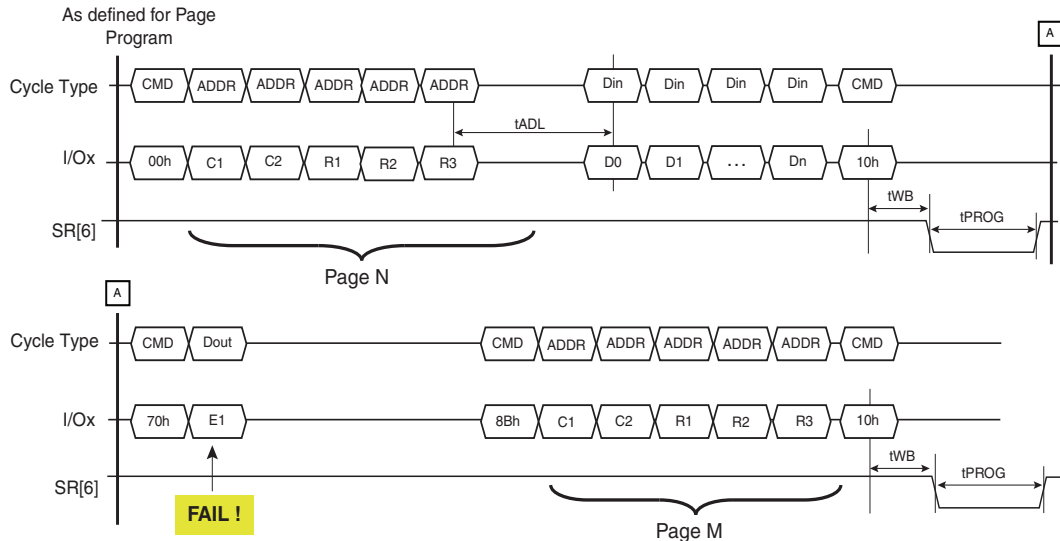 As defined for Page
Program
A
Cycle Type CMD ADDR ADDR ADDR ADDR ADDR Din Din Din Din CMD
tADL
I/Ox 00h C1 C2 R1 R2 R3 D0 D1 ... Dn 10h
tWB
tPROG
SR[6]
Page N
A
Cycle Type CMD Dout CMD ADDR ADDR ADDR ADDR ADDR CMD
I/Ox 70h E1 8Bh C1 C2 R1 R2 R3 10h
tWB
tPROG
SR[6]
FAIL !
Page M